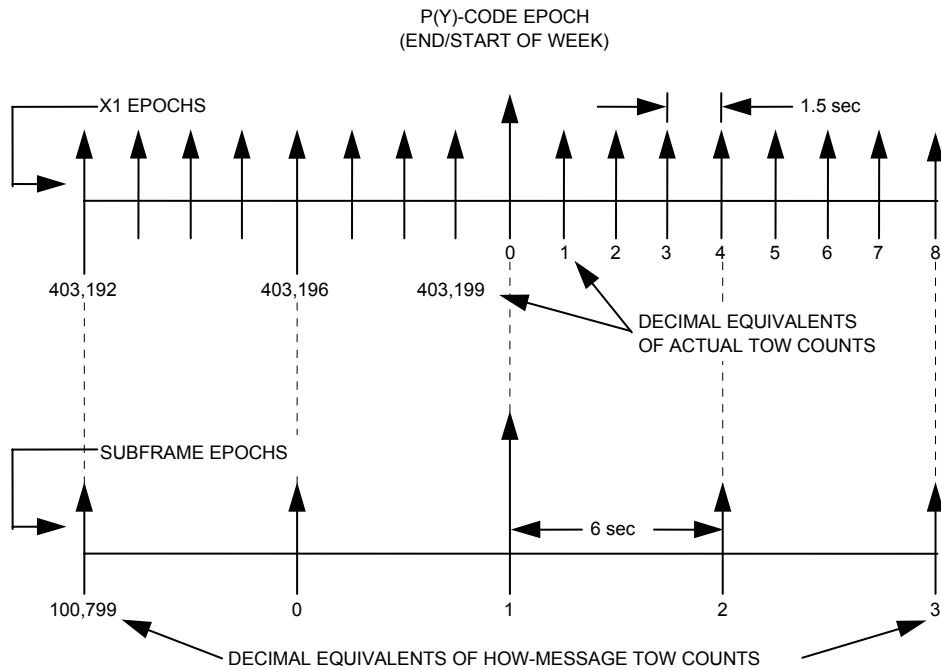 P(Y)-CODE EPOCH
(END/START OF WEEK)
X1 EPOCHS
1.5 sec
0 1 2 3 4 5 6 7 8
403,192 403,196 403,199
DECIMAL EQUIVALENTS
OF ACTUAL TOW COUNTS
SUBFRAME EPOCHS
6 sec
100,799 0 1 2 3
DECIMAL EQUIVALENTS OF HOW-MESSAGE TOW COUNTS